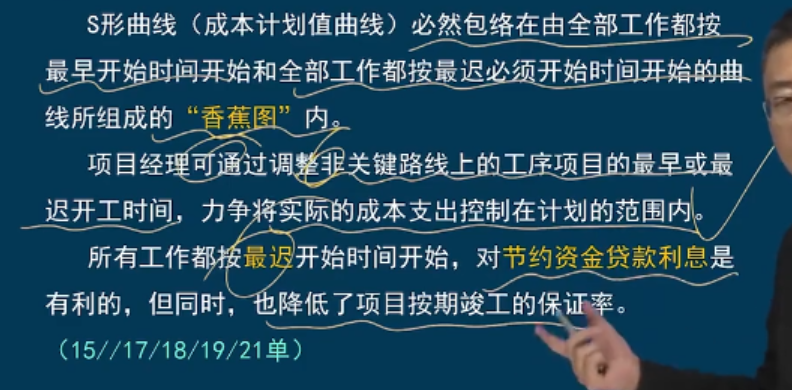 S形曲线（成本计划值曲线）必然包络在由全部工作都按
最早开始时间开始和全部工作都按最迟必须开始时间开始的曲
线所组成的“香蕉图”内。
项目经理可通过调整非关键路线上的工序项目的最早或最
迟开工时间，力争将实际的成本支出控制在计划的范围内。
所有工作都按最迟开始时间开始，对节约资金贷款利息是
有利的，但同时，也降低了项目按期竣工的保证率。
（15//17/18/19/21单）